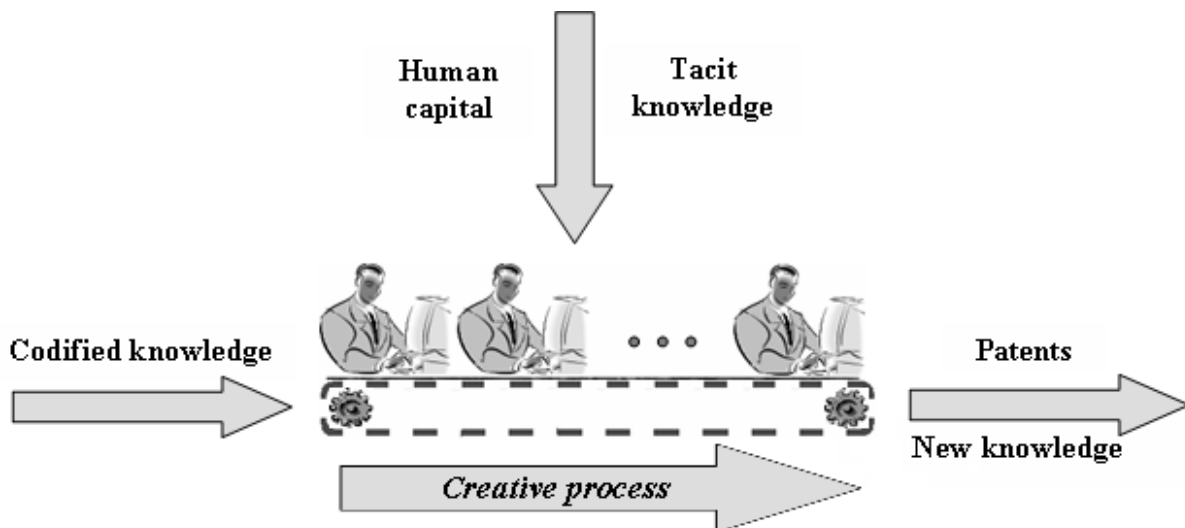 Human
capital
Tacit
knowledge
Codified knowledge
Patents
New knowledge
Creative process